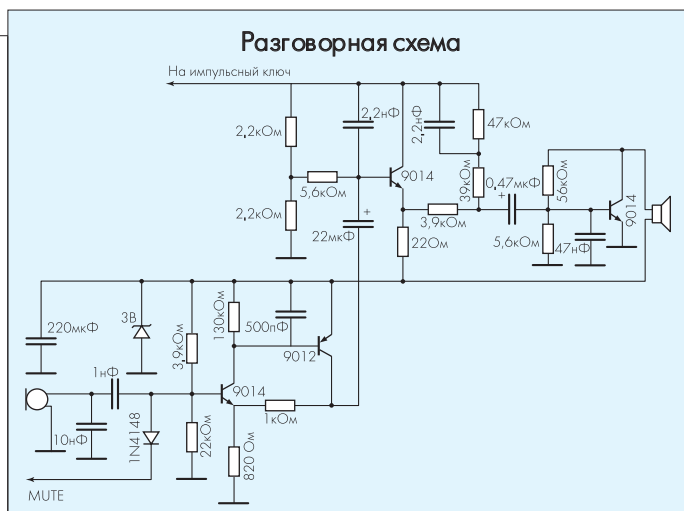 Разговорная схема
На импульсный ключ
2,2кОм
2,2нФ
2,2нФ
47кОм
5,6кОм
9014
39кОм
0,47мкФ
56кОм
9014
2,2кОм
22мкФ
+
3,9кОм
22Ом
+
5,6кОм
47нФ
220мкФ
3В
3,9кОм
130кОм
500пФ
9012
1нФ
9014
1кОм
10нФ
1N4148
22кОм
820 Ом
MUTE